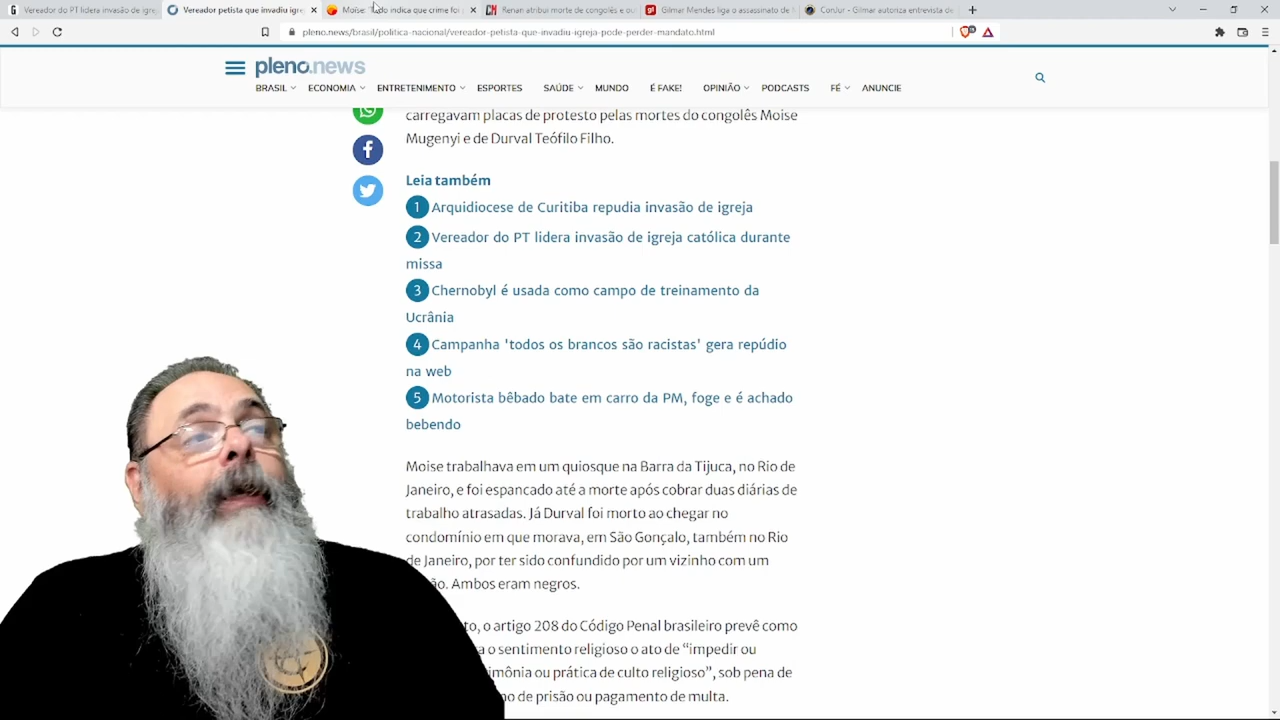 Vereador do PT lidera invasão de igrej
Vereador petista que invadiu igre
Moise:
indica que crime foi
Renan atribui morte de congolês e ou
Gilmar Mendes liga o assassinato de
ConJur - Gilmar autoriza entrevista de
pleno.news/brasil/politica-nacional/vereador-petista-que-invadiu-igreja-pode-perder-mandato.html
pleno.news
BRASIL ECONOMIA ENTRETENIMENTO ESPORTES SAÚDE MUNDO É FAKE! OPINIÃO PODCASTS FÉ ANUNCIE
carregavam placas de protesto pelas mortes do congolês Moise
Mugenyi e de Durval Teófilo Filho.
Leia também
1 Arquidiocese de Curitiba repudia invasão de igreja
2 Vereador do PT lidera invasão de igreja católica durante
missa
3 Chernobyl é usada como campo de treinamento da
Ucrânia
4 Campanha 'todos os brancos são racistas' gera repúdio
na web
5 Motorista bêbado bate em carro da PM, foge e é achado
bebendo
Moise trabalhava em um quiosque na Barra da Tijuca, no Rio de
Janeiro, e foi espancado até a morte após cobrar duas diárias de
trabalho atrasadas. Já Durval foi morto ao chegar no
condomínio em que morava, em São Gonçalo, também no Rio
de Janeiro, por ter sido confundido por um vizinho com um
Ambos eram negros.
o artigo 208 do Código Penal brasileiro prevê como
o sentimento religioso o ato de “impedir ou
ou prática de culto religioso”, sob pena de
de prisão ou pagamento de multa.